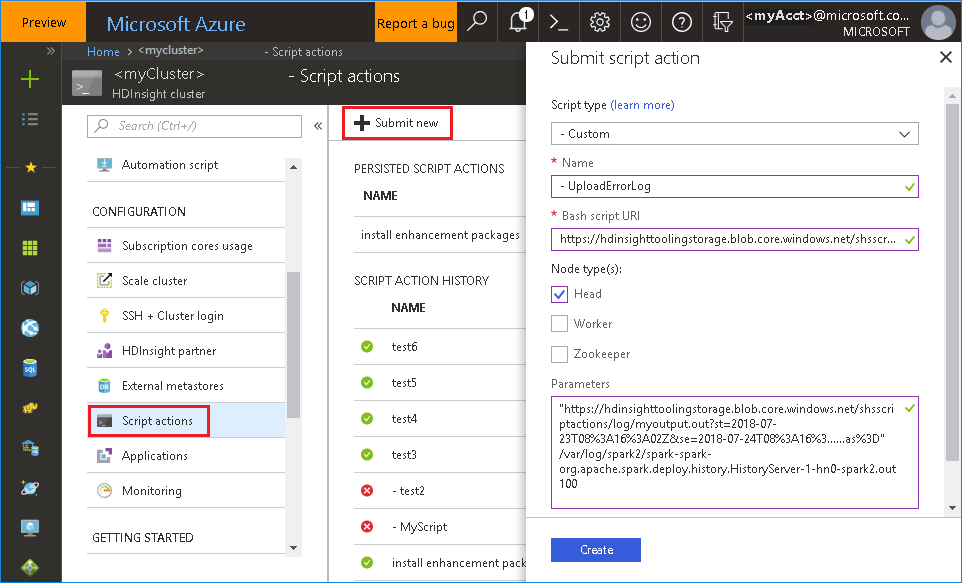 Preview
Microsoft Azure
Report a bug
1
<myAcct>@microsoft.co...
MICROSOFT
Home > <mycluster> - Script actions
<myCluster> - Script actions
HDInsight cluster
Search (Ctrl+/)
Automation script
CONFIGURATION
Subscription cores usage
Scale cluster
SSH + Cluster login
HDInsight partner
External metastores
Script actions
Applications
Monitoring
GETTING STARTED
Submit new
PERSISTED SCRIPT ACTIONS
NAME
install enhancement packages
SCRIPT ACTION HISTORY
NAME
test6
test5
test4
test3
- test2
- MyScript
install enhancement pack
Submit script action
Script type (learn more)
- Custom
* Name
- UploadErrorLog
* Bash script URI
https://hdinsighttoolingstorage.blob.core.windows.net/shsscr...
Node type(s):
Head
Worker
Zookeeper
Parameters
"https://hdinsighttoolingstorage.blob.core.windows.net/shsscri
ptactions/log/myoutput.out?st=2018-07-
23T08%3A16%3A02Z&se=2018-07-24T08%3A16%3......as%3D"
/var/log/spark2/spark-spark-
org.apache.spark.deploy.history.HistoryServer-1-hn0-spark2.out
100
Create